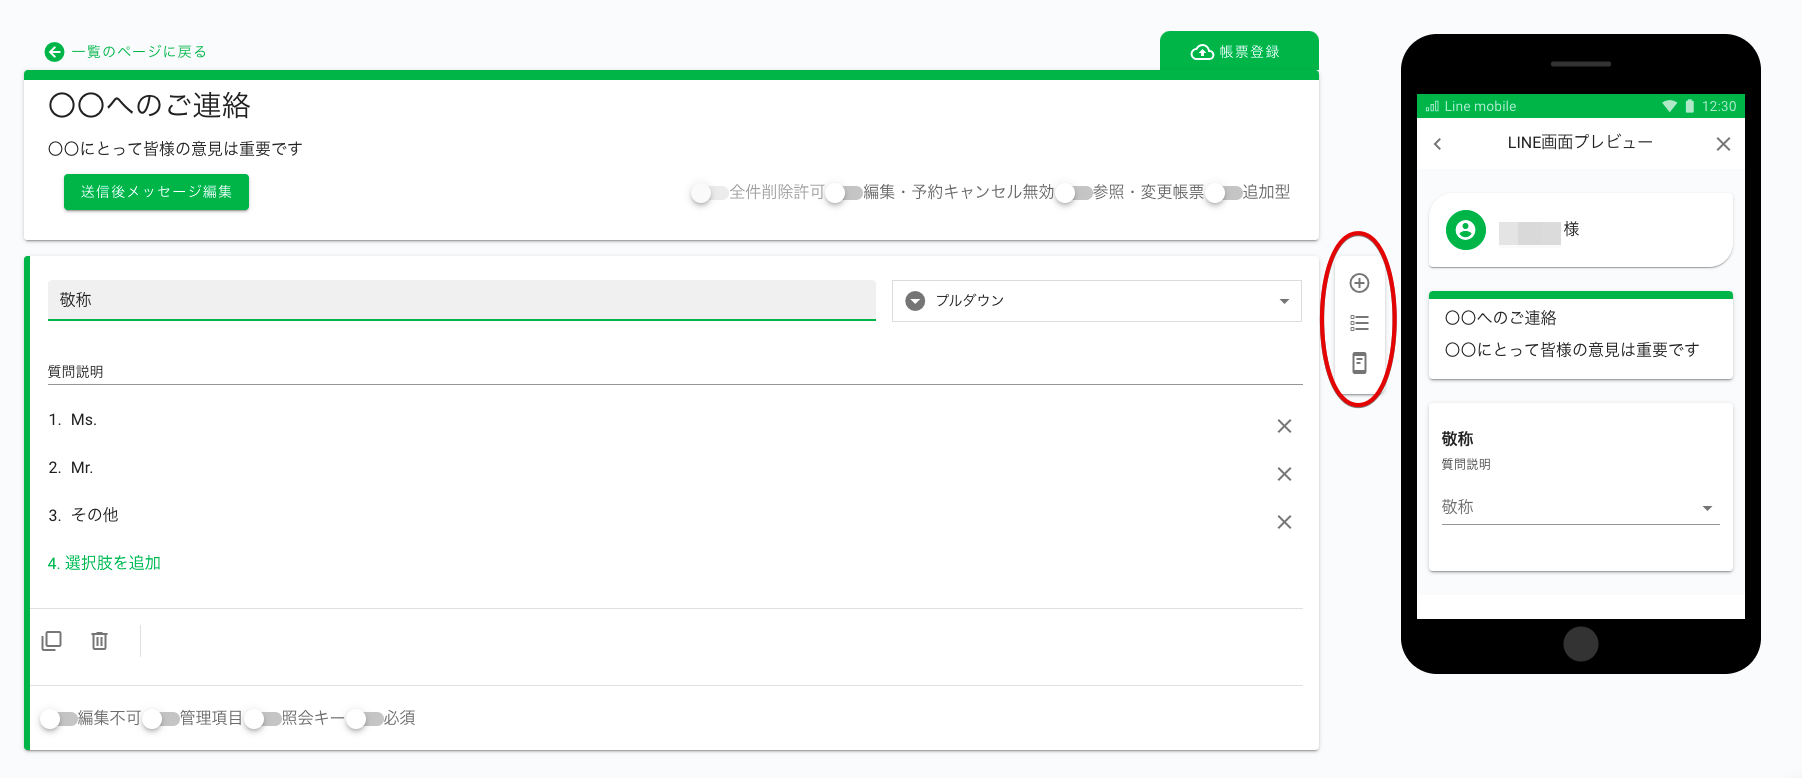 一覧のページに戻る
帳票登録
〇〇へのご連絡
〇〇にとって皆様の意見は重要です
送信後メッセージ編集
全件削除許可
編集・予約キャンセル無効
参照・変更帳票
追加型
敬称
プルダウン
質問説明
1. Ms.
2. Mr.
3. その他
4. 選択肢を追加
編集不可
管理項目
照会キー
必須
Line mobile
12:30
LINE画面プレビュー
様
〇〇へのご連絡
〇〇にとって皆様の意見は重要です
敬称
質問説明
敬称